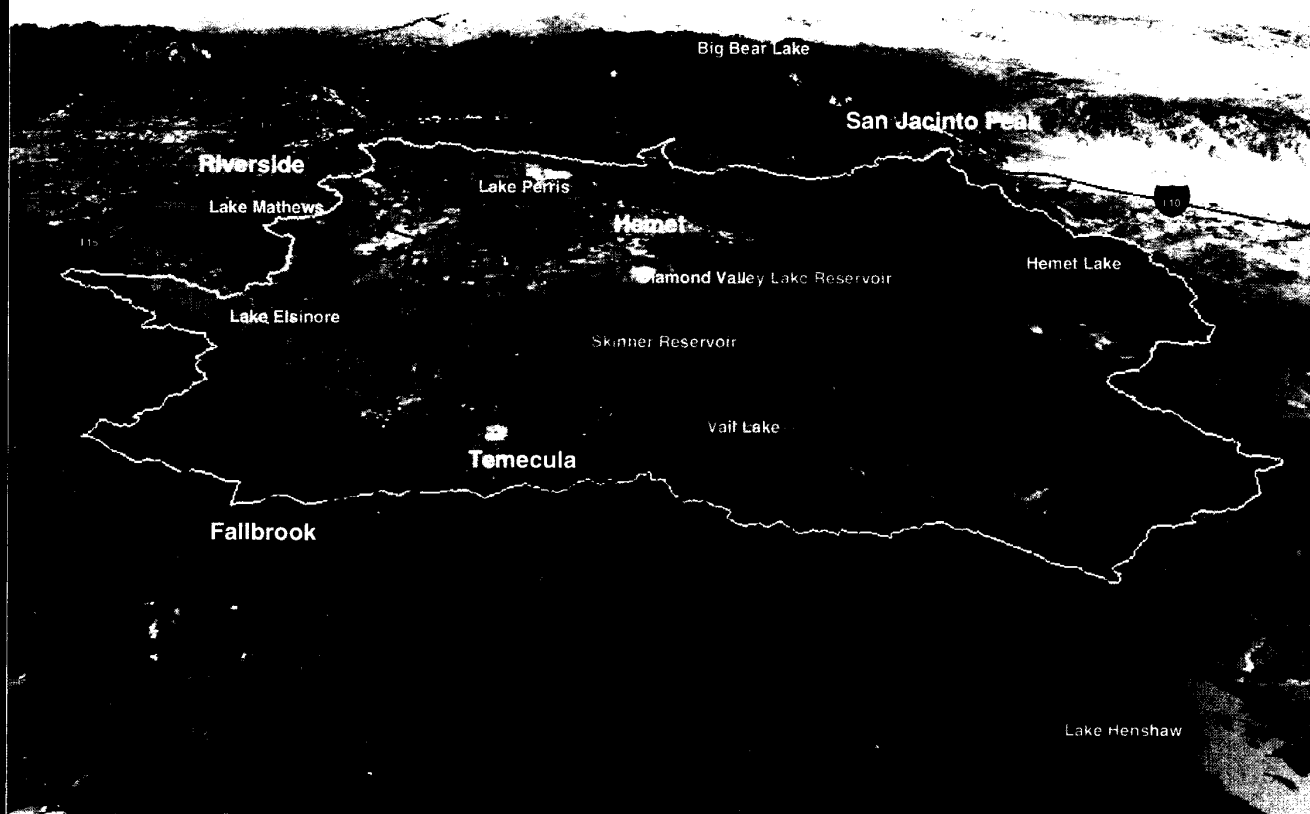 Big Bear Lake
San Jacinto Peak
Riverside
Lake Perris
Lake Mathews
I 10
Hemet
I 15
Hemet Lake
Diamond Valley Lake Reservoir
Lake Elsinore
Skinner Reservoir
Vail Lake
Temecula
Fallbrook
Lake Henshaw